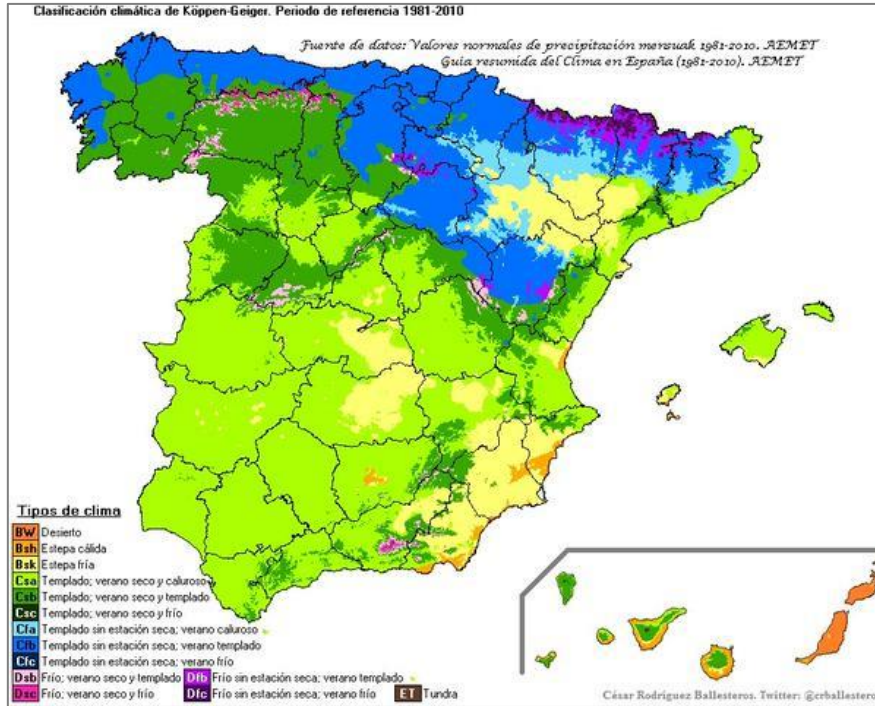 Clasificación climática de Köppen-Geiger. Periodo de referencia 1981-2010
Fuente de datos: Valores normales de precipitación mensuak 1981-2010. AEMET
Guía resumida del Clima en España (1981-2010). AEMET
Tipos de clima
BW Desierto
Bsh Estepa cálida
Bsk Estepa fría
Csa Templado; verano seco y caluroso
Csb Templado; verano seco y templado
Csc Templado; verano seco y frío
Cfa Templado sin estación seca; verano caluroso
Cfb Templado sin estación seca; verano templado
Cfc Templado sin estación seca; verano frío
Dsb Frío; verano seco y templado Dfb Frío sin estación seca; verano templado
Dsc Frío; verano seco y frío Dfc Frío sin estación seca; verano frío ET Tundra
César Rodríguez Ballesteros. Twitter: @crballestero